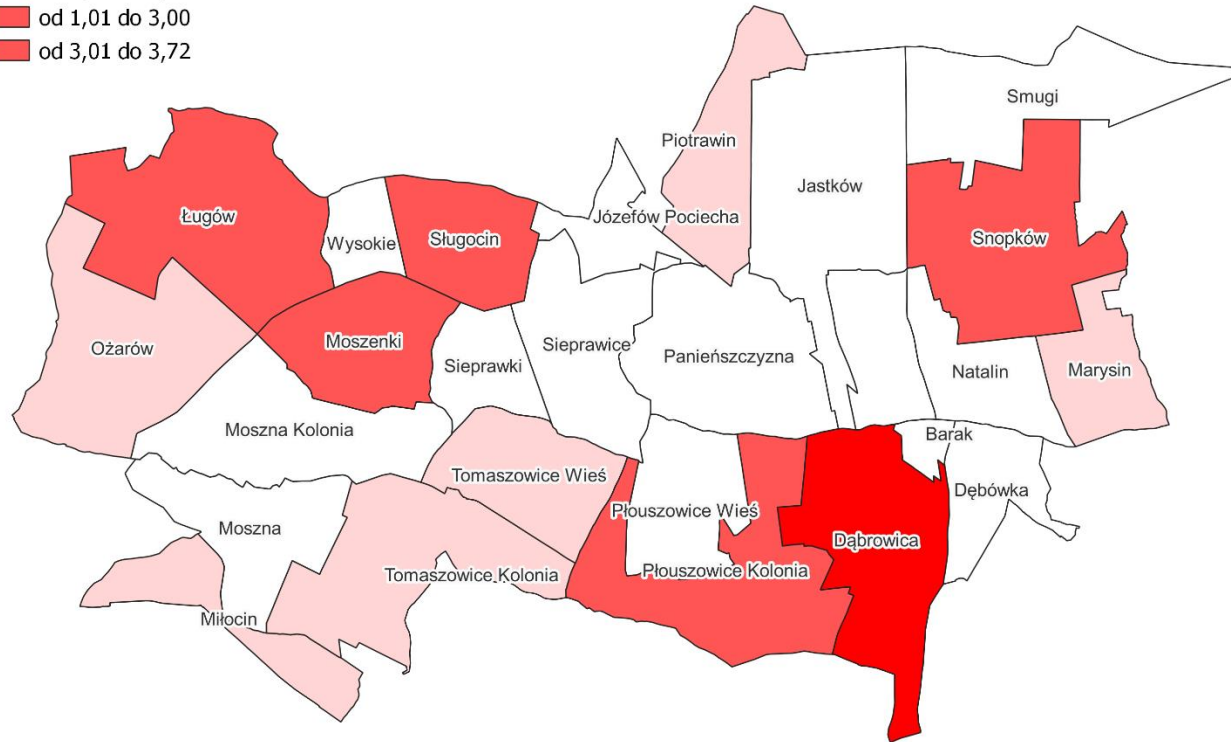 od 1,01 do 3,00
od 3,01 do 3,72
Smugi
Piotrawin
Jastków
Ługów
Józefów Pociecha
Wysokie
Sługocin
Snopków
Moszenki
Sieprawice
Ożarów
Panieńszczyzna
Sieprawki
Natalin
Marysin
Moszna Kolonia
Barak
Tomaszowice Wieś
Dębówka
Płouszowice Wieś
Moszna
Dąbrowica
Tomaszowice Kolonia
Płouszowice Kolonia
Miłocin